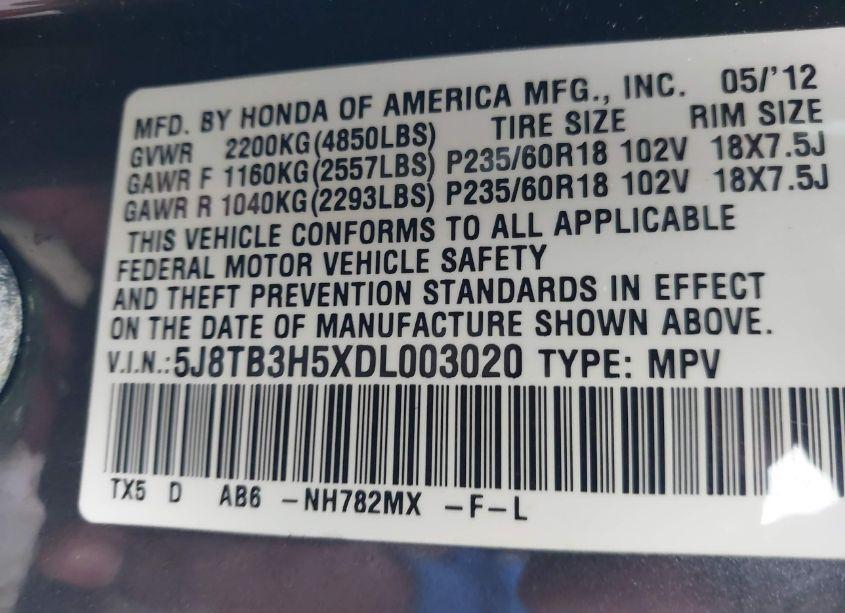 MFD. BY HONDA OF AMERICA MFG., INC. 05/'12
GVWR 2200KG(4850LBS) TIRE SIZE RIM SIZE
GAWR F 1160KG(2557LBS) P235/60R18 102V 18X7.5J
GAWR R 1040KG(2293LBS) P235/60R18 102V 18X7.5J
THIS VEHICLE CONFORMS TO ALL APPLICABLE
FEDERAL MOTOR VEHICLE SAFETY
AND THEFT PREVENTION STANDARDS IN EFFECT
ON THE DATE OF MANUFACTURE SHOWN ABOVE.
V.I.N.:5J8TB3H5XDL003020 TYPE: MPV
TX5 D AB6 -NH782MX -F-L